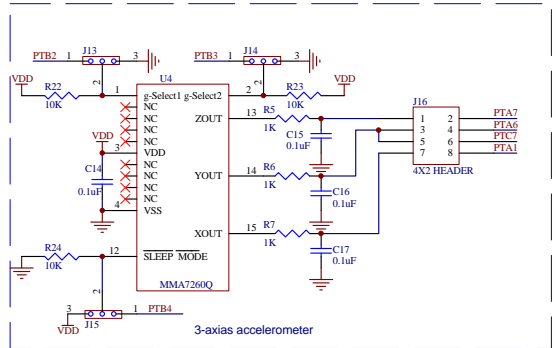 PTB2 1 J13 3
2
PTB3 1 J14 3
2
U4
VDD R22 10K 1 g-Select1 g-Select2 2 R23 10K VDD
NC
NC
NC
VDD 3 VDD
NC
NC
NC
NC
C14 0.1uF
4 VSS
ZOUT 13 R5 1K
C15 0.1uF
YOUT 14 R6 1K
C16 0.1uF
XOUT 15 R7 1K
C17 0.1uF
J16
1 2 PTA7
3 4 PTA6
5 6 PTC7
7 8 PTA1
4X2 HEADER
R24 10K 12 SLEEP MODE
MMA7260Q
2
3 1 PTB4
VDD J15
3-axias accelerometer